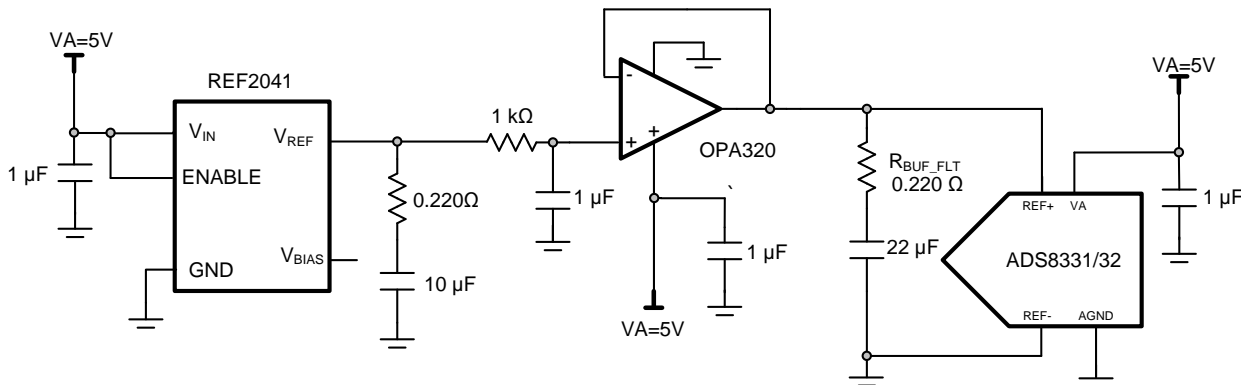 VA=5V
REF2041
1 µF
VIN
ENABLE
GND
VREF
VBIAS
0.220Ω
10 µF
1 kΩ
1 µF
-
+
+
OPA320
`
1 µF
VA=5V
RBUF_FLT
0.220 Ω
22 µF
REF+
VA
ADS8331/32
REF-
AGND
VA=5V
1 µF